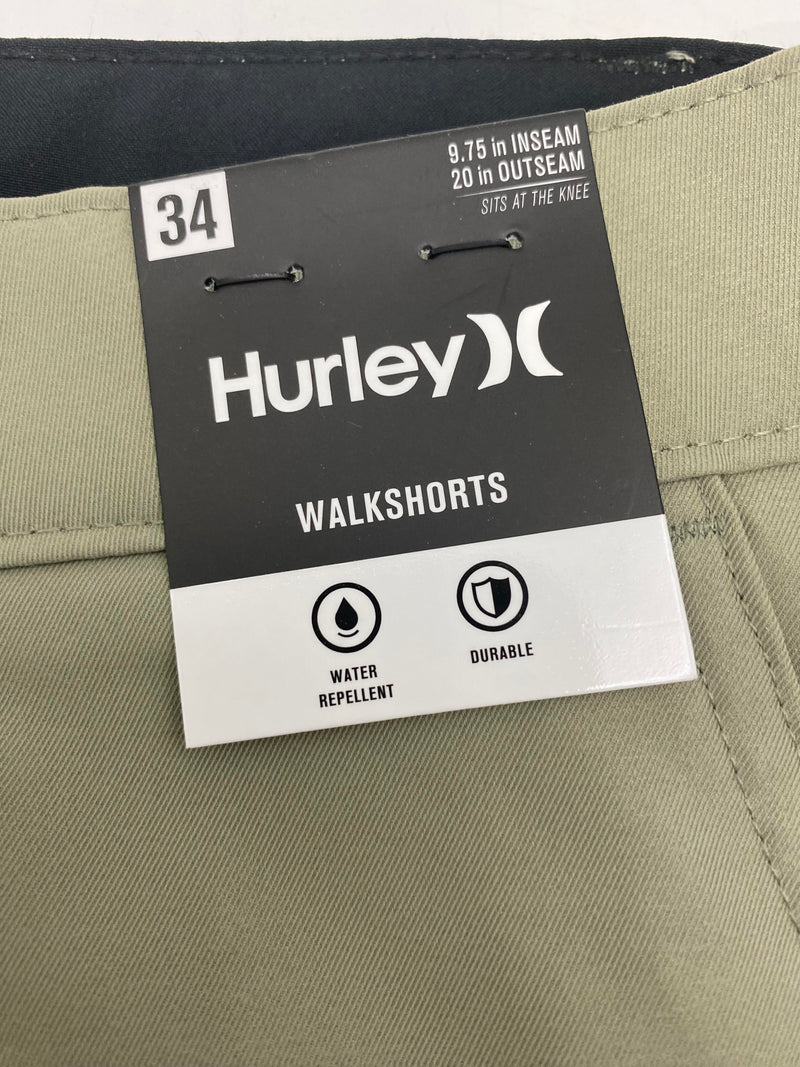 34
9.75 in INSEAM
20 in OUTSEAM
SITS AT THE KNEE
Hurley
WALKSHORTS
WATER
REPELLENT
DURABLE